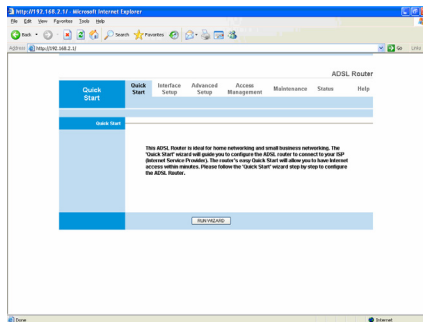 http://192.168.2.1/ - Microsoft Internet Explorer
File Edit View Favorites Tools Help
Back Search Favorites
Address http://192.168.2.1/ Go Links
ADSL Router
Quick Start
Quick Start Interface Setup Advanced Setup Access Management Maintenance Status Help
Quick Start
This ADSL Router is ideal for home networking and small business networking. The
'Quick Start' wizard will guide you to configure the ADSL router to connect to your ISP
(Internet Service Provider). The router's easy Quick Start will allow you to have Internet
access within minutes. Please follow the 'Quick Start' wizard step by step to configure
the ADSL Router.
RUN WIZARD
Done Internet